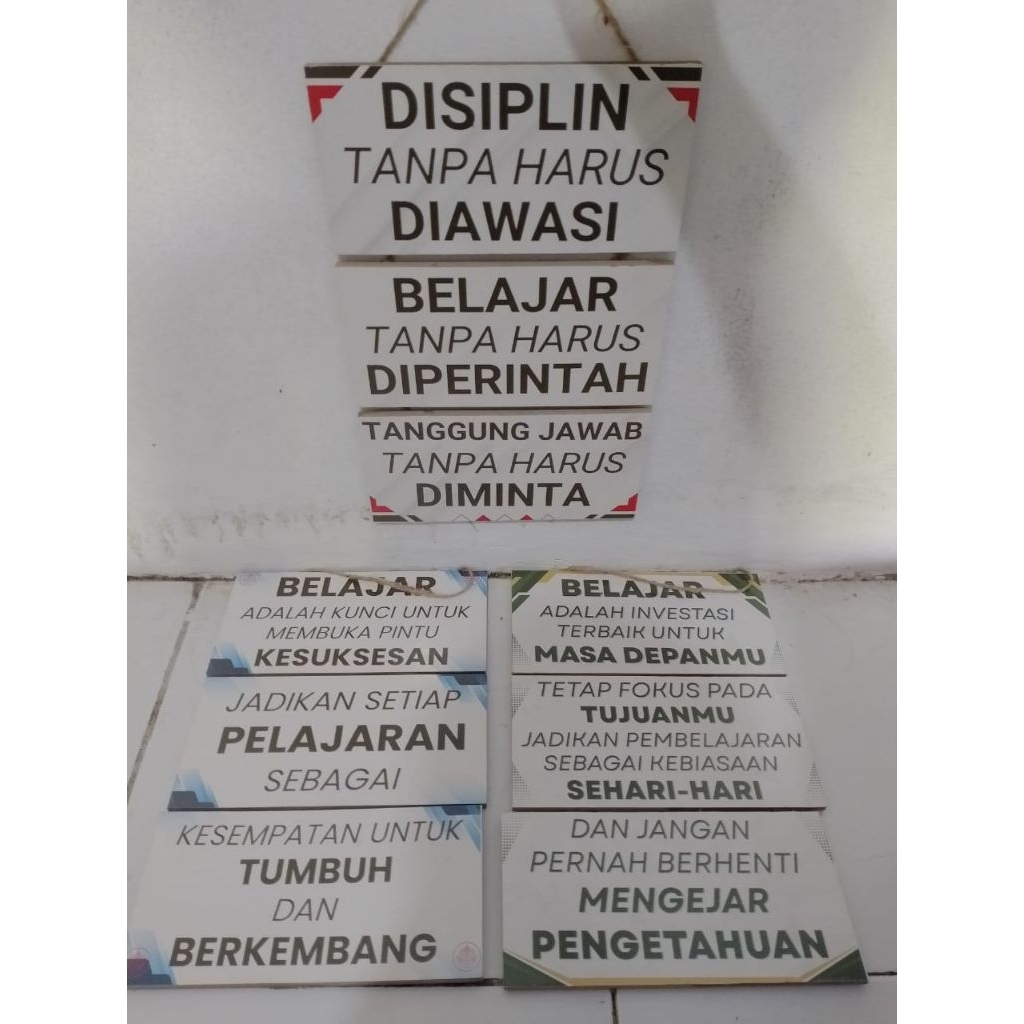 DISIPLIN
TANPA HARUS
DIAWASI
BELAJAR
TANPA HARUS
DIPERINTAH
TANGGUNG JAWAB
TANPA HARUS
DIMINTA
BELAJAR
ADALAH KUNCI UNTUK
MEMBUKA PINTU
KESUKSESAN
JADIKAN SETIAP
PELAJARAN
SEBAGAI
KESEMPATAN UNTUK
TUMBUH
DAN
BERKEMBANG
BELAJAR
ADALAH INVESTASI
TERBAIK UNTUK
MASA DEPANMU
TETAP FOKUS PADA
TUJUANMU
JADIKAN PEMBELAJARAN
SEBAGAI KEBIASAAN
SEHARI-HARI
DAN JANGAN
PERNAH BERHENTI
MENGEJAR
PENGETAHUAN